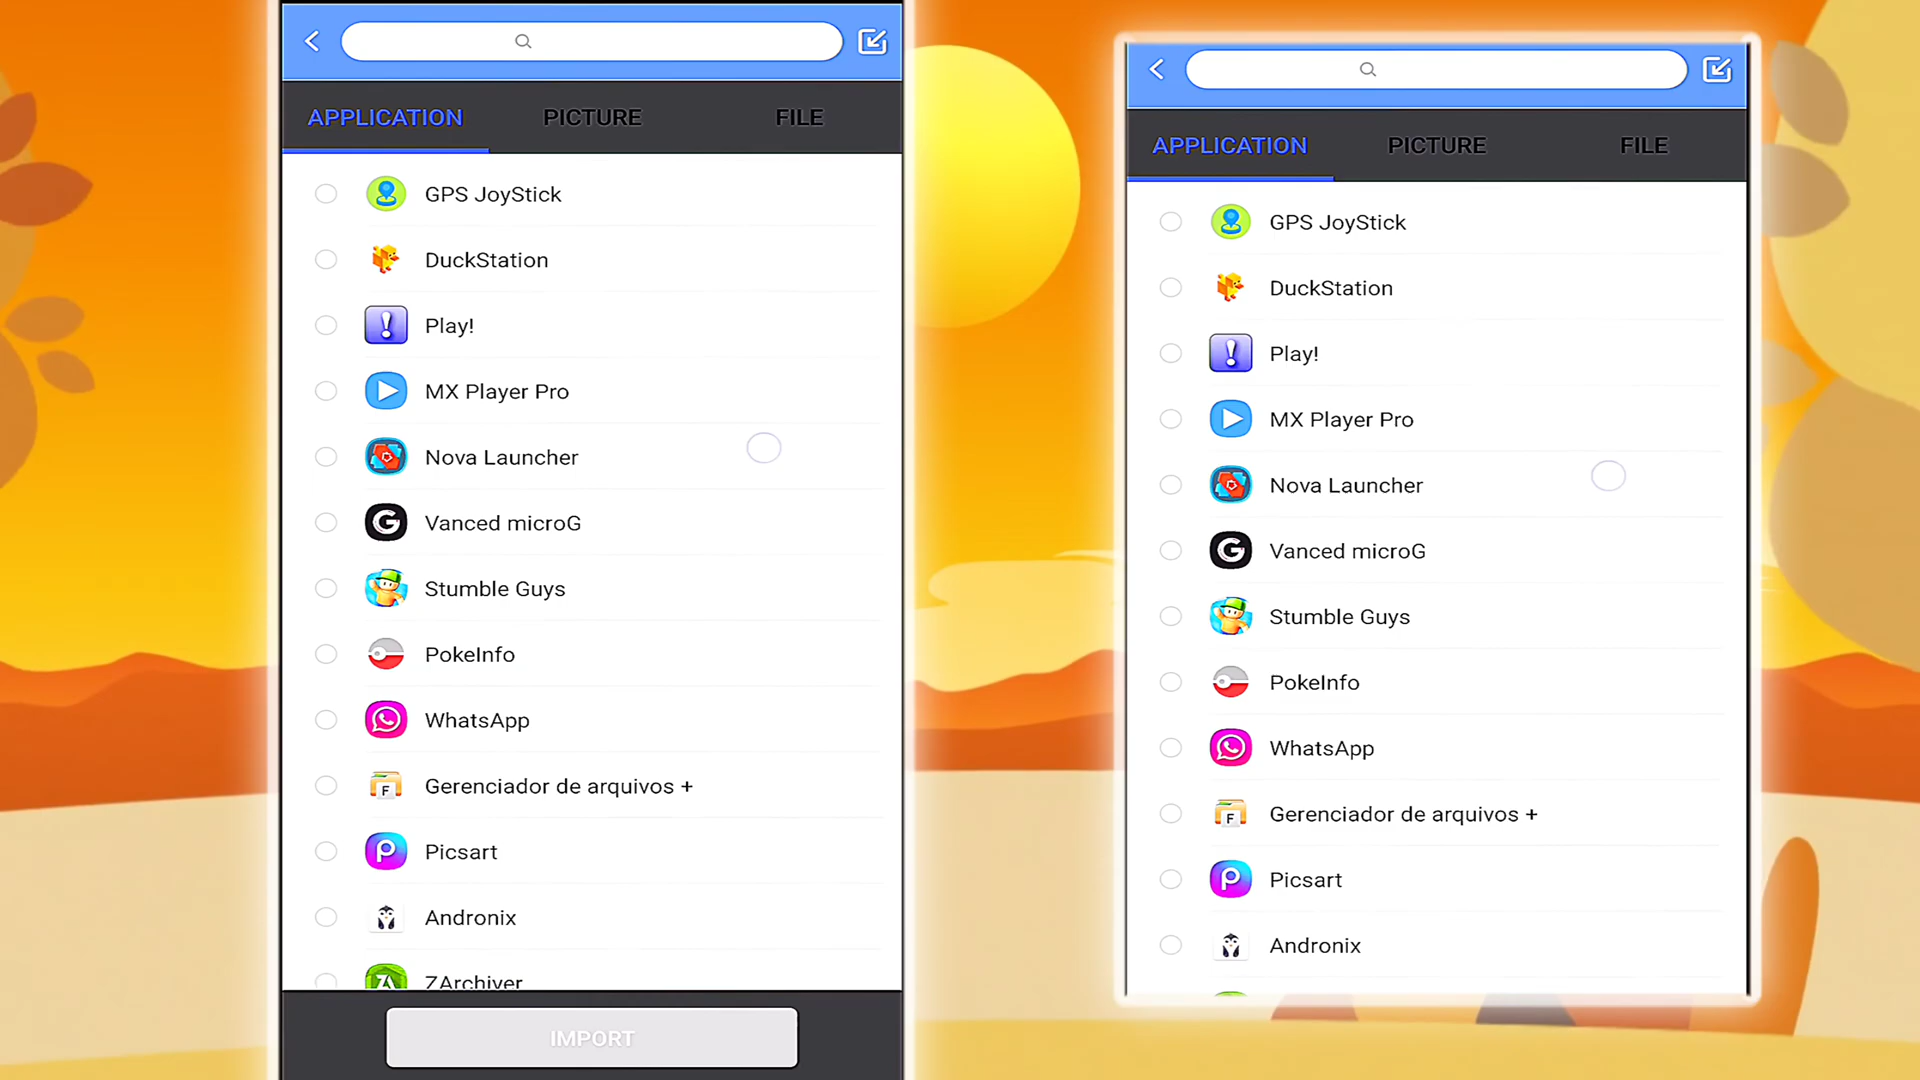 APPLICATION PICTURE FILE
GPS JoyStick
DuckStation
Play!
MX Player Pro
Nova Launcher
Vanced microG
Stumble Guys
PokeInfo
WhatsApp
F Gerenciador de arquivos +
Picsart
Andronix
ZArchiver
IMPORT
APPLICATION PICTURE FILE
GPS JoyStick
DuckStation
Play!
MX Player Pro
Nova Launcher
Vanced microG
Stumble Guys
PokeInfo
WhatsApp
F Gerenciador de arquivos +
Picsart
Andronix